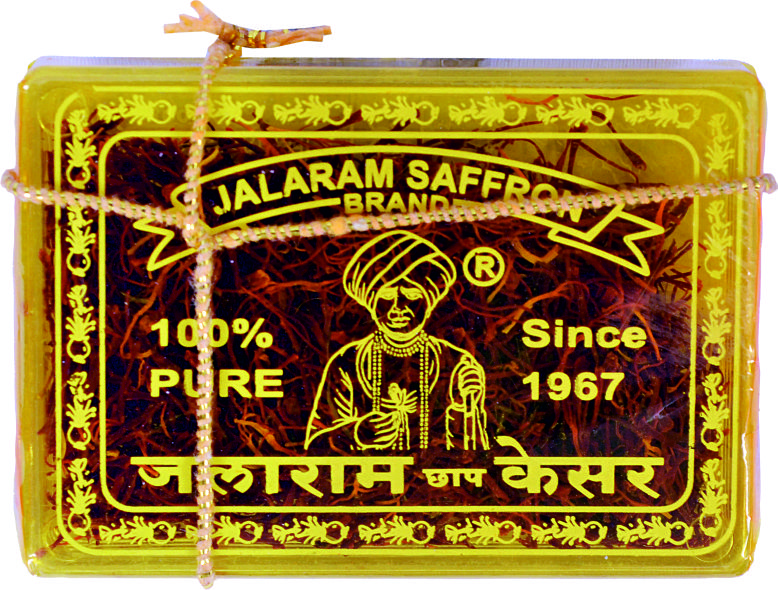 JALARAM SAFFRON
BRAND
®
100%
PURE
Since
1967
जलाराम छाप केसर